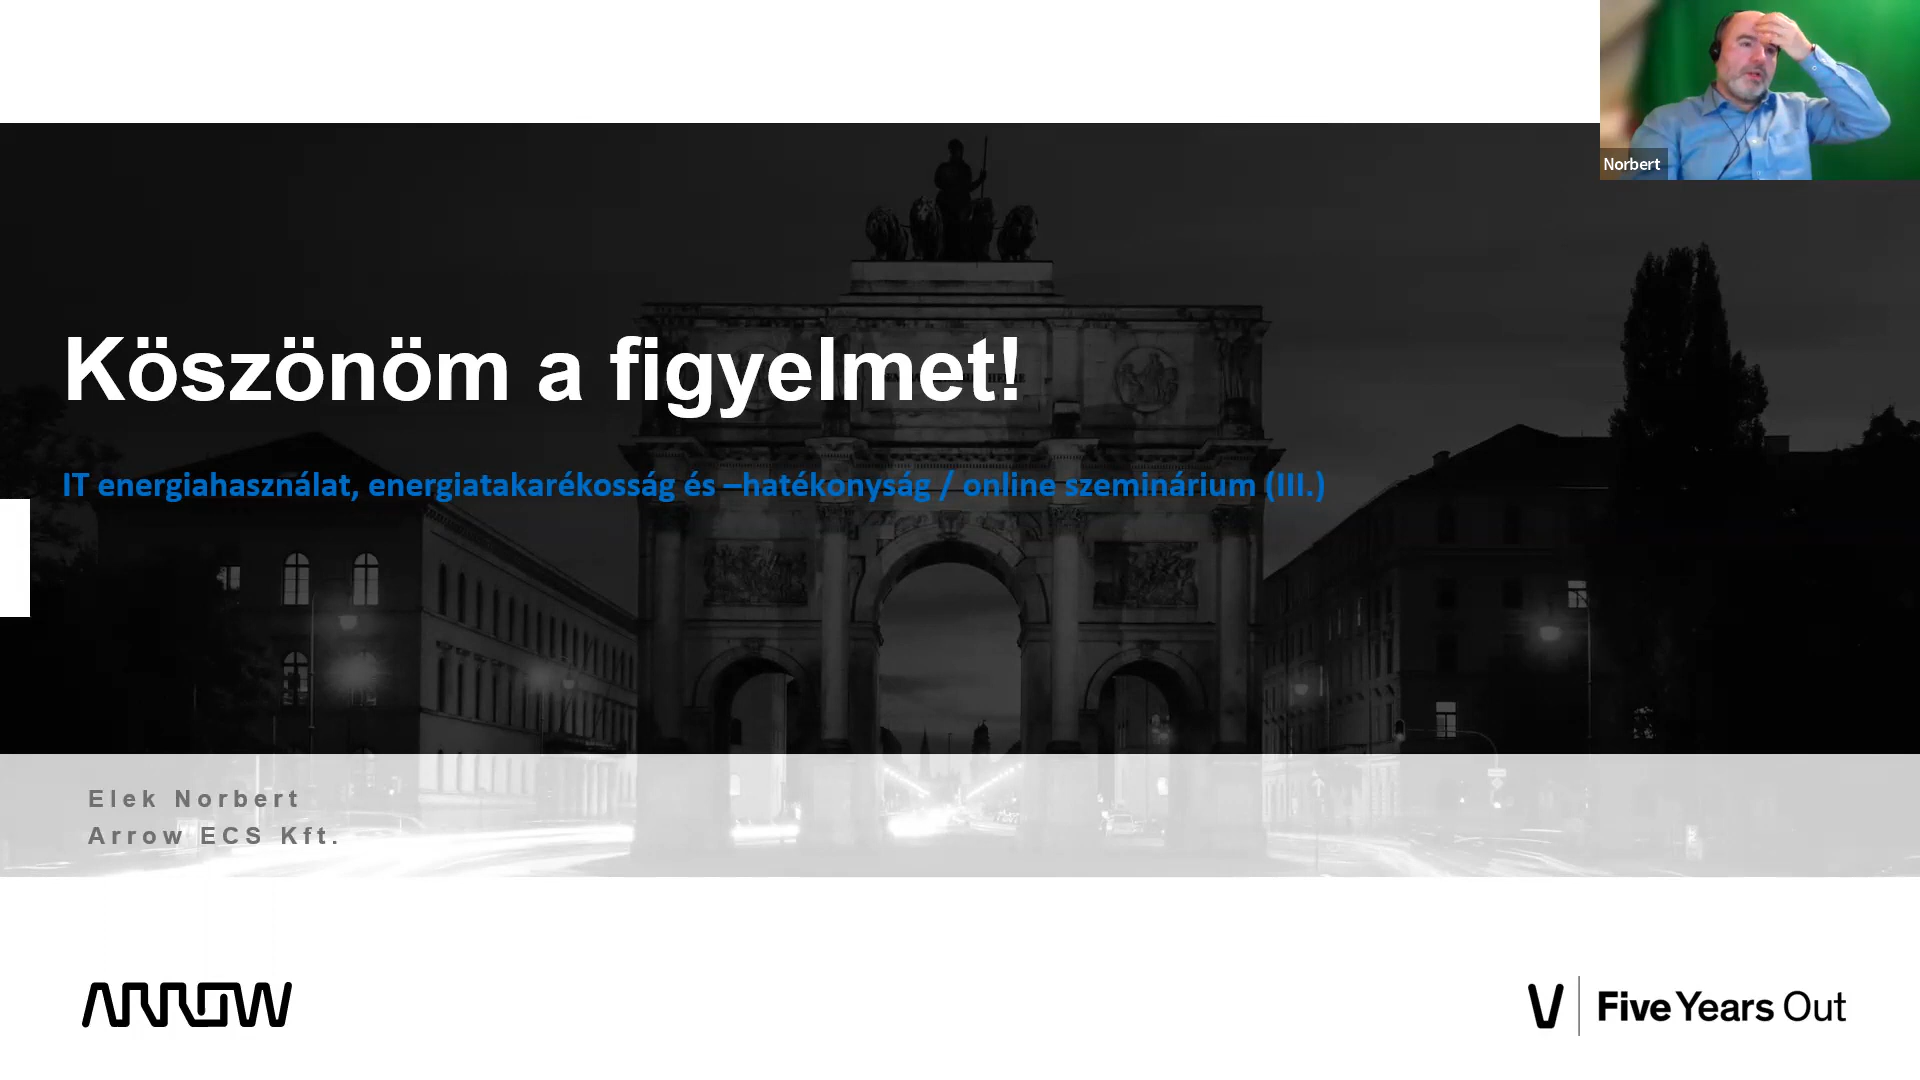 Norbert
Köszönöm a figyelmet!
IT energiahasználat, energiatakarékosság és –hatékonyság / online szeminárium (III.)
Elek Norbert
Arrow ECS Kft.
ARROW
Five Years Out